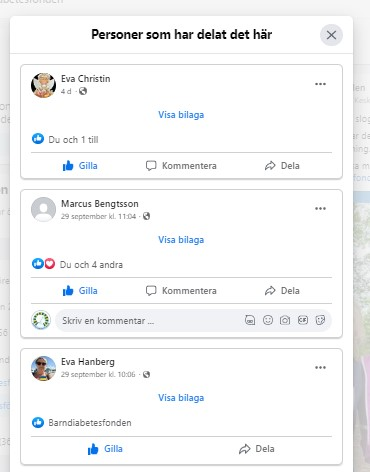 betesfonden
Personer som har delat det här
Eva Christin
4 d ·
Visa bilaga
Du och 1 till
Gilla Kommentera Dela
Marcus Bengtsson
29 september kl. 11:04 ·
Visa bilaga
Du och 4 andra
Gilla Kommentera Dela
Skriv en kommentar ...
GIF
Eva Hanberg
29 september kl. 10:06 ·
Visa bilaga
Barndiabetesfonden
Gilla Dela